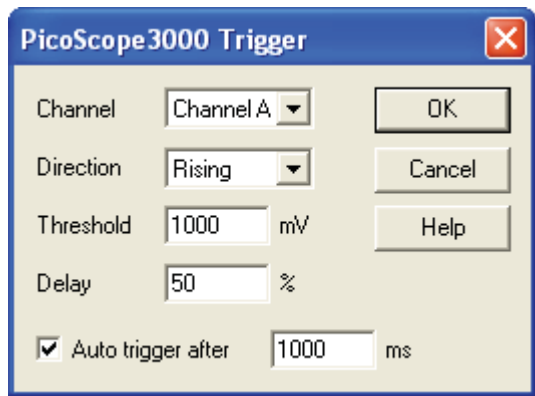 PicoScope3000 Trigger
Channel Channel A OK
Direction Rising Cancel
Threshold 1000 mV Help
Delay 50 %
Auto trigger after 1000 ms